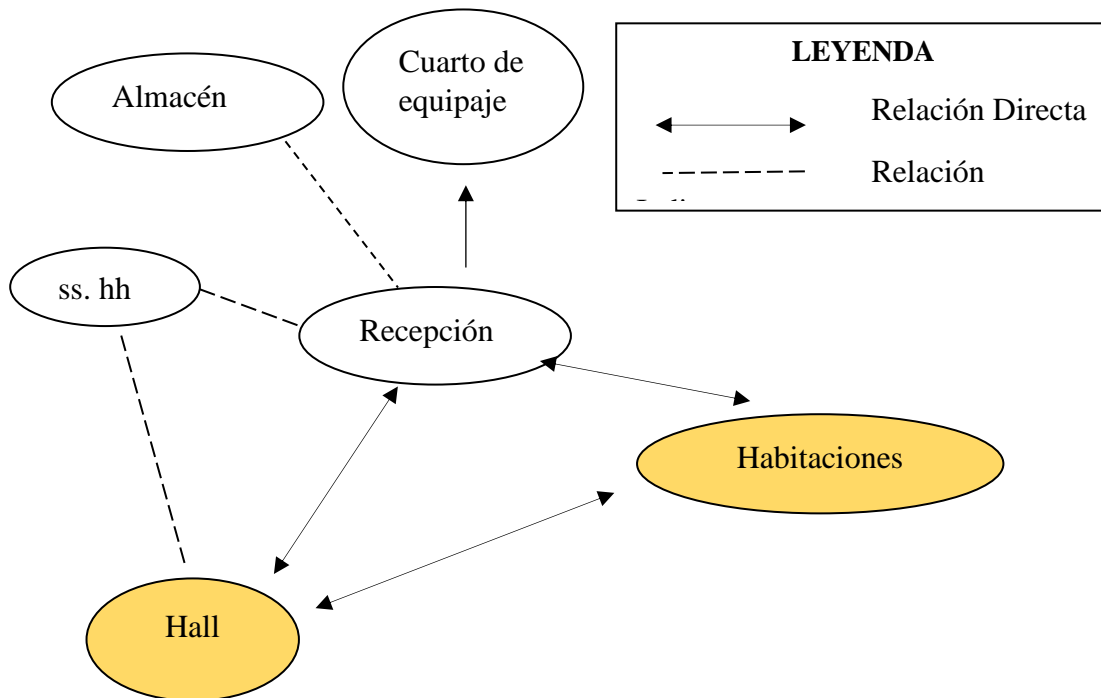 Cuarto de
equipaje
Almacén
LEYENDA
Relación Directa
Relación
ss. hh
Recepción
Habitaciones
Hall